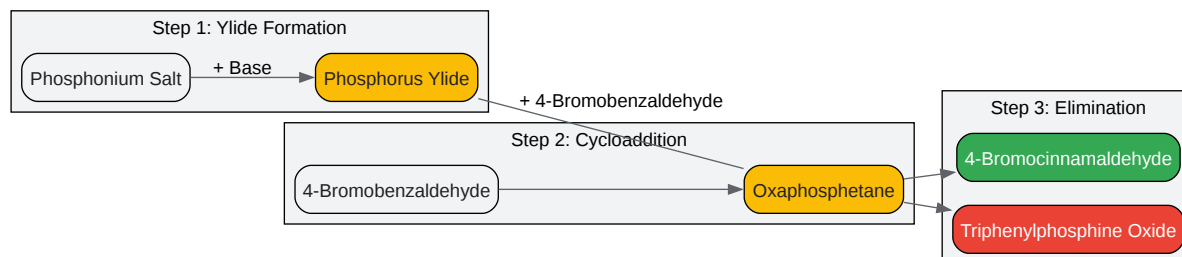 Step 1: Ylide Formation
Phosphonium Salt
+ Base
Phosphorus Ylide
+ 4-Bromobenzaldehyde
Step 2: Cycloaddition
4-Bromobenzaldehyde
Oxaphosphetane
Step 3: Elimination
4-Bromocinnamaldehyde
Triphenylphosphine Oxide